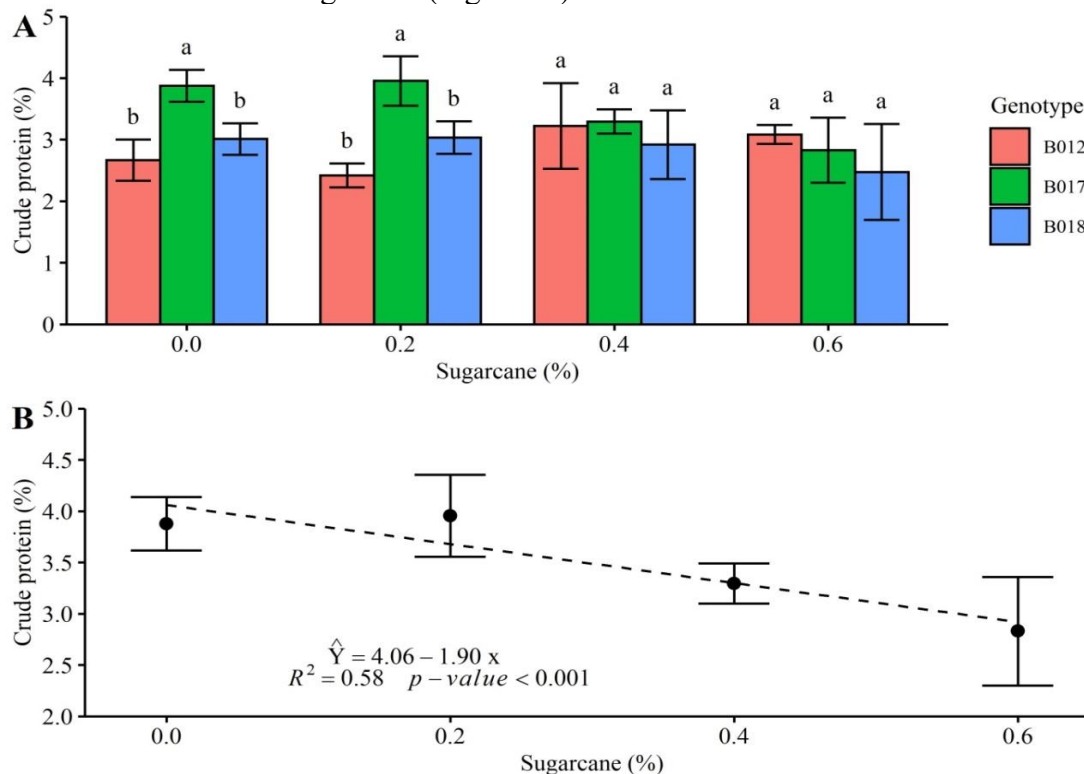 A
5
4
3
2
1
0
Crude protein (%)
b a b
b a b
a a a
a a a
0.0 0.2 0.4 0.6
Sugarcane (%)
Genotype
B012
B017
B018
B
5.0
4.5
4.0
3.5
3.0
2.5
2.0
Crude protein (%)
Ŷ = 4.06 – 1.90 x
R² = 0.58 p – value < 0.001
0.0 0.2 0.4 0.6
Sugarcane (%)